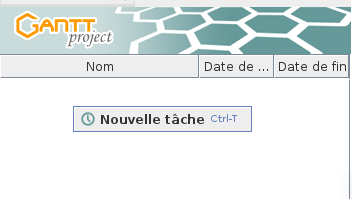 GANTT
project
Nom Date de ... Date de fin
Nouvelle tâche Ctrl-T